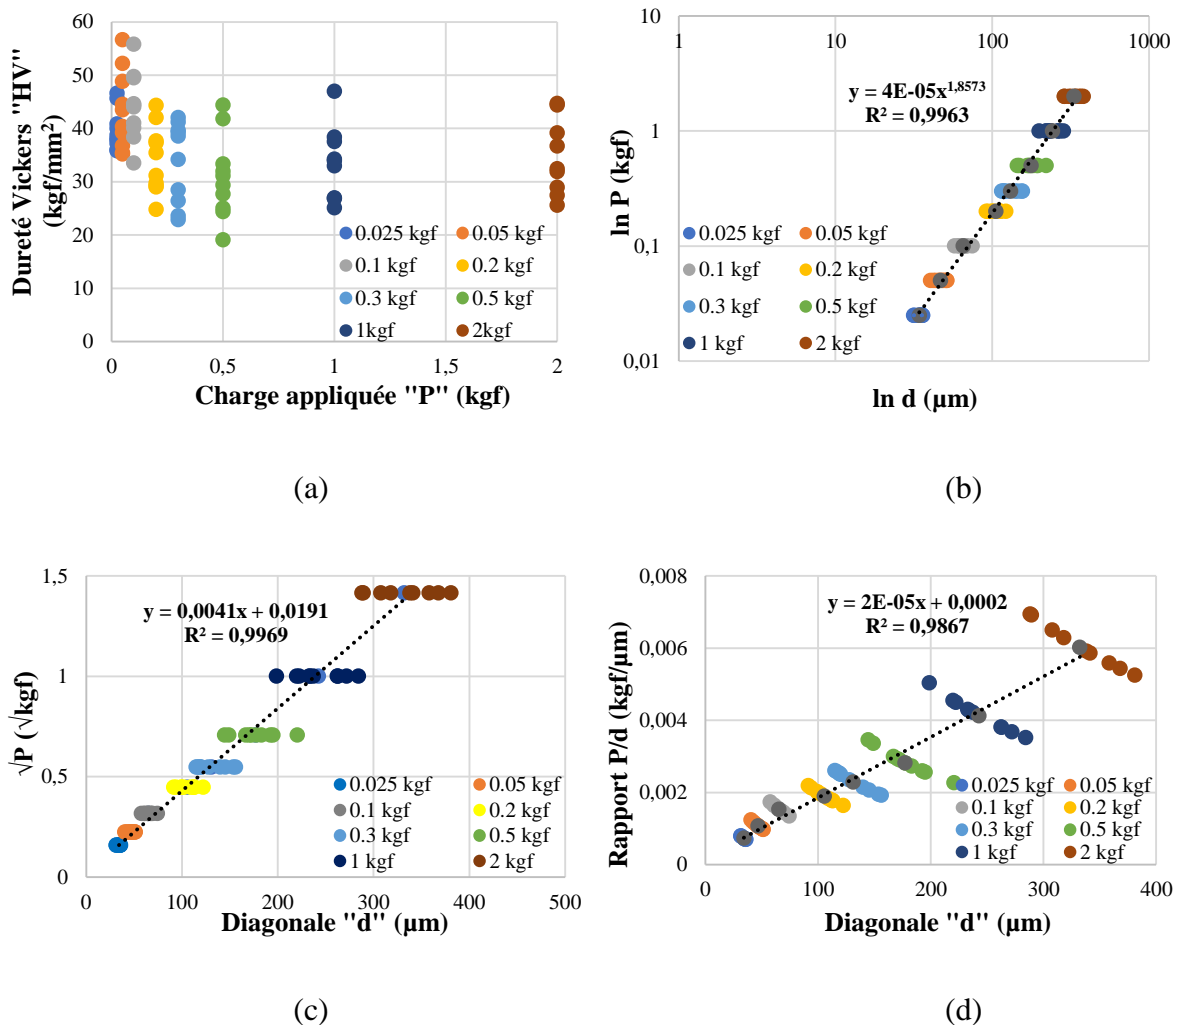 60
50
40
30
20
10
0
Dureté Vickers "HV"
(kgf/mm²)
0.025 kgf
0.05 kgf
0.1 kgf
0.2 kgf
0.3 kgf
0.5 kgf
1kgf
2kgf
0
0,5
1
1,5
2
Charge appliquée "P" (kgf)
(a)
10
1
0,1
0,01
1
10
100
1000
ln P (kgf)
y = 4E-05x^1,8573
R² = 0,9963
0.025 kgf
0.05 kgf
0.1 kgf
0.2 kgf
0.3 kgf
0.5 kgf
1 kgf
2 kgf
ln d (µm)
(b)
1,5
1
0,5
0
√P (√kgf)
y = 0,0041x + 0,0191
R² = 0,9969
0.025 kgf
0.05 kgf
0.1 kgf
0.2 kgf
0.3 kgf
0.5 kgf
1 kgf
2 kgf
0
100
200
300
400
500
Diagonale "d" (µm)
(c)
0,008
0,006
0,004
0,002
0
Rapport P/d (kgf/µm)
y = 2E-05x + 0,0002
R² = 0,9867
0.025 kgf
0.05 kgf
0.1 kgf
0.2 kgf
0.3 kgf
0.5 kgf
1 kgf
2 kgf
0
100
200
300
400
Diagonale "d" (µm)
(d)